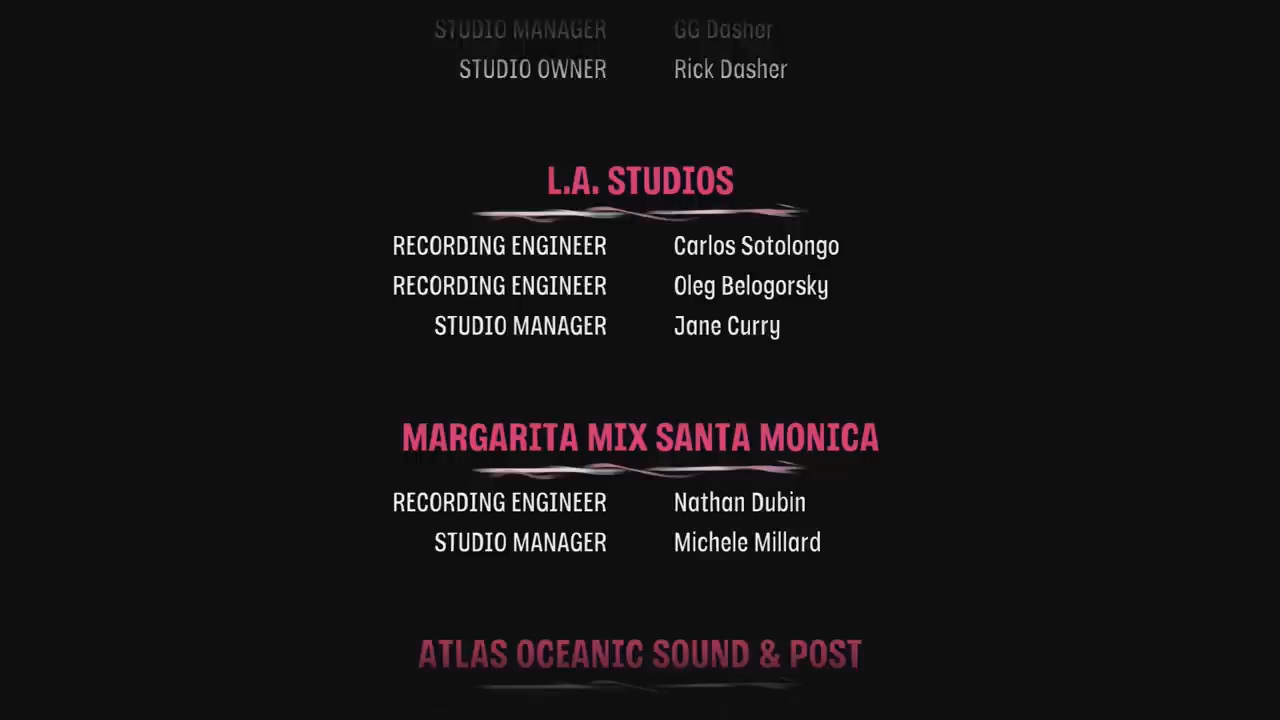 STUDIO MANAGER GG Dasher
STUDIO OWNER Rick Dasher
L.A. STUDIOS
RECORDING ENGINEER Carlos Sotolongo
RECORDING ENGINEER Oleg Belogorsky
STUDIO MANAGER Jane Curry
MARGARITA MIX SANTA MONICA
RECORDING ENGINEER Nathan Dubin
STUDIO MANAGER Michele Millard
ATLAS OCEANIC SOUND & POST